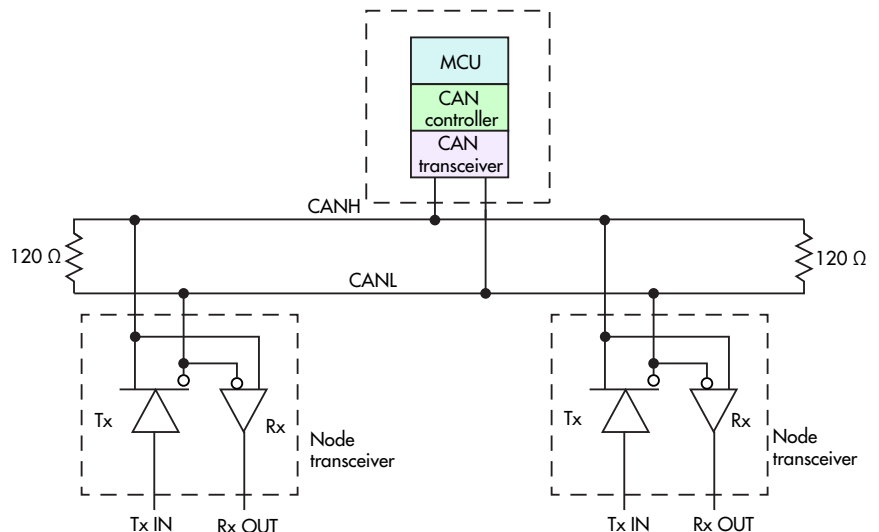 MCU
CAN
controller
CAN
transceiver
CANH
120 Ω
120 Ω
CANL
Tx
Rx
Node
transceiver
Tx
Rx
Node
transceiver
Tx IN
Rx OUT
Tx IN
Rx OUT